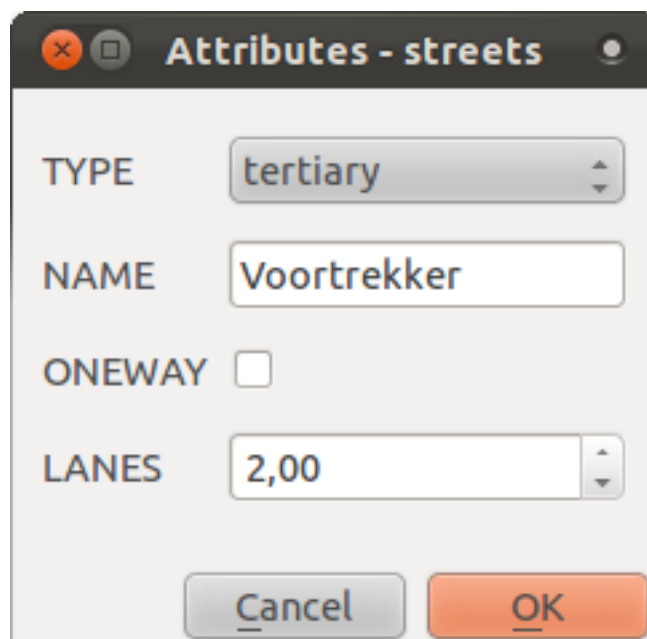 Attributes - streets
TYPE tertiary
NAME Voortrekker
ONEWAY
LANES 2,00
Cancel OK